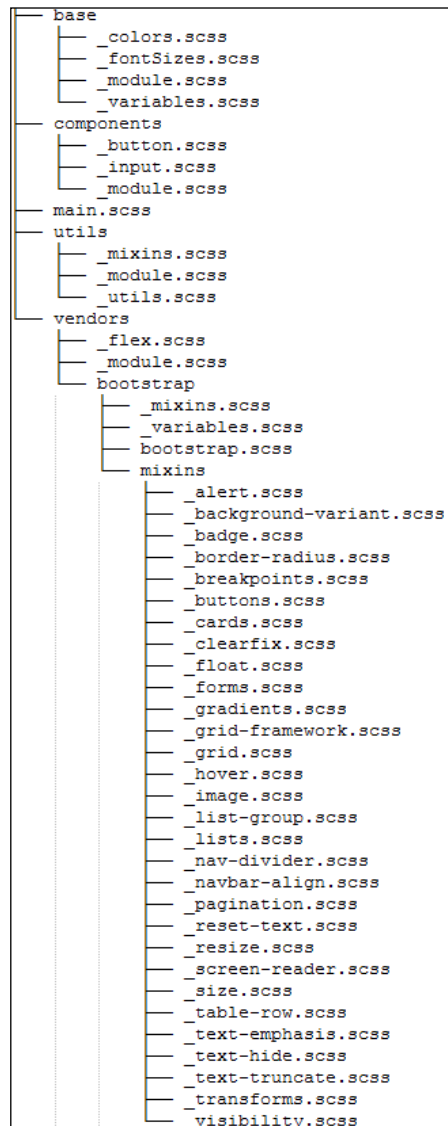 base
_colors.scss
_fontSizes.scss
_module.scss
_variables.scss
components
_button.scss
_input.scss
_module.scss
main.scss
utils
_mixins.scss
_module.scss
_utils.scss
vendors
_flex.scss
_module.scss
bootstrap
_mixins.scss
_variables.scss
bootstrap.scss
mixins
_alert.scss
_background-variant.scss
_badge.scss
_border-radius.scss
_breakpoints.scss
_buttons.scss
_cards.scss
_clearfix.scss
_float.scss
_forms.scss
_gradients.scss
_grid-framework.scss
_grid.scss
_hover.scss
_image.scss
_list-group.scss
_lists.scss
_nav-divider.scss
_navbar-align.scss
_pagination.scss
_reset-text.scss
_resize.scss
_screen-reader.scss
_size.scss
_table-row.scss
_text-emphasis.scss
_text-hide.scss
_text-truncate.scss
_transforms.scss
_visibility.scss